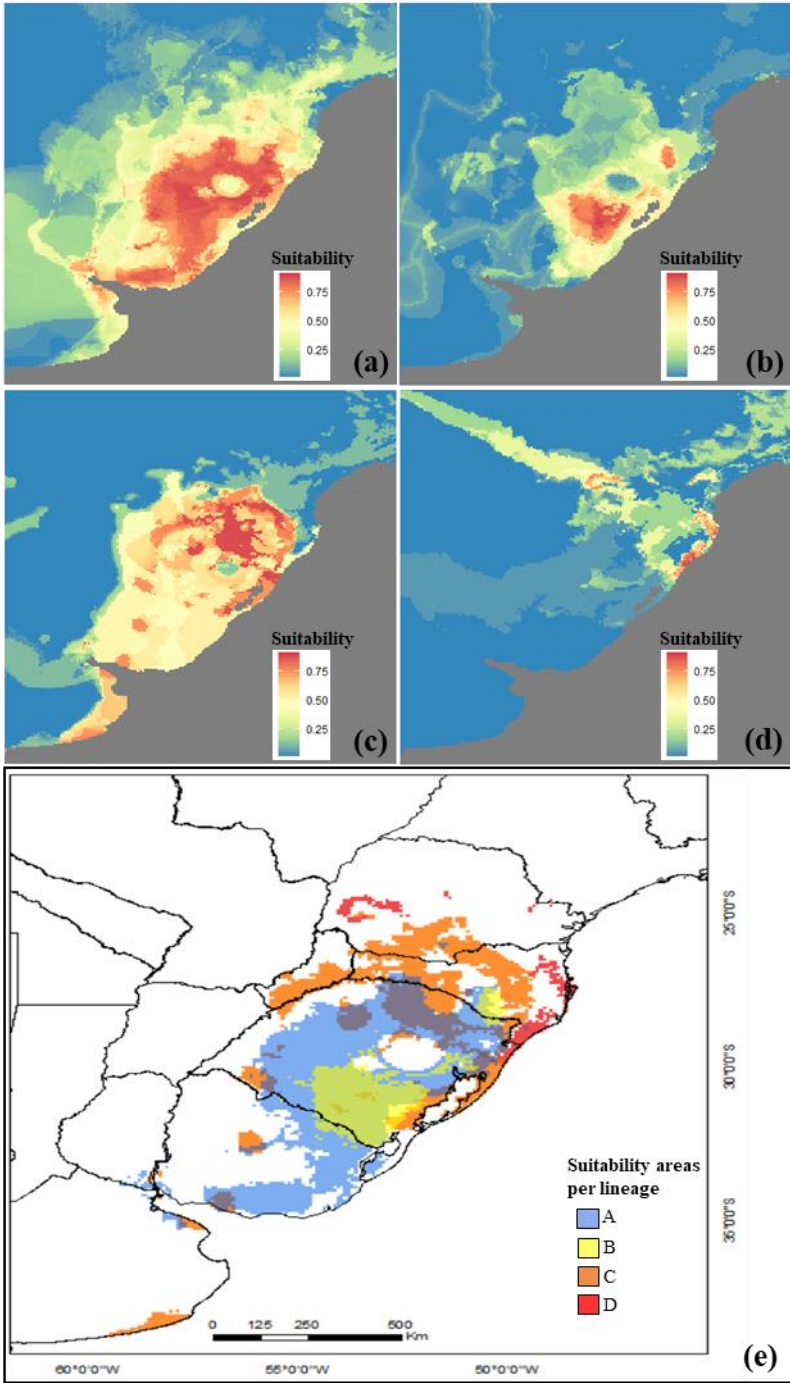 Suitability
0.75
0.50
0.25
(a)
Suitability
0.75
0.50
0.25
(b)
Suitability
0.75
0.50
0.25
(c)
Suitability
0.75
0.50
0.25
(d)
25°0'0"S
30°0'0"S
35°0'0"S
Suitability areas
per lineage
A
B
C
D
0 125 250 500
Km
(e)
60°0'0"W 55°0'0"W 50°0'0"W